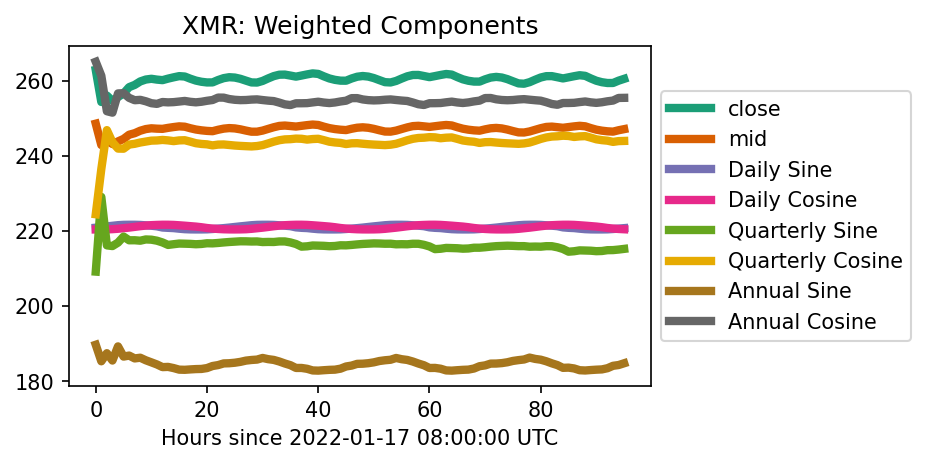 XMR: Weighted Components
260
240
220
200
180
0 20 40 60 80
Hours since 2022-01-17 08:00:00 UTC
close
mid
Daily Sine
Daily Cosine
Quarterly Sine
Quarterly Cosine
Annual Sine
Annual Cosine